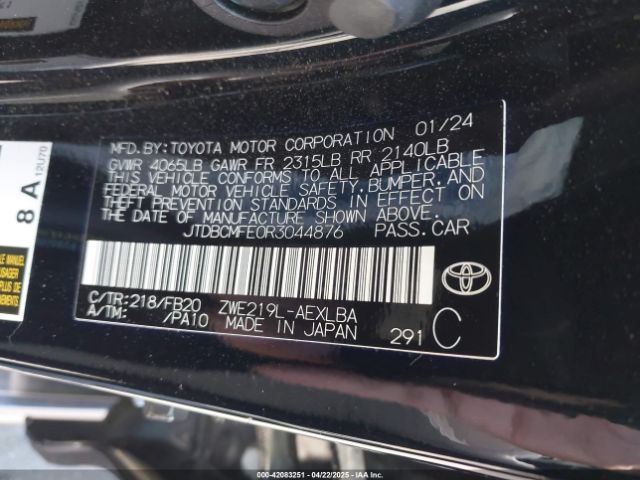 MFD.BY:TOYOTA MOTOR CORPORATION 01/24
GVWR 4065LB GAWR FR 2315LB RR 2140LB
THIS VEHICLE CONFORMS TO ALL APPLICABLE
FEDERAL MOTOR VEHICLE SAFETY,BUMPER,AND
THEFT PREVENTION STANDARDS IN EFFECT ON
THE DATE OF MANUFACTURE SHOWN ABOVE.
JTDBCMFE0R3044876 PASS.CAR
C/TR:218/FB20 ZWE219L-AEXLBA
A/TM: /PA10 MADE IN JAPAN 291 C
8 A 12U70
000-42083251 - 04/22/2025 - IAAI.COM